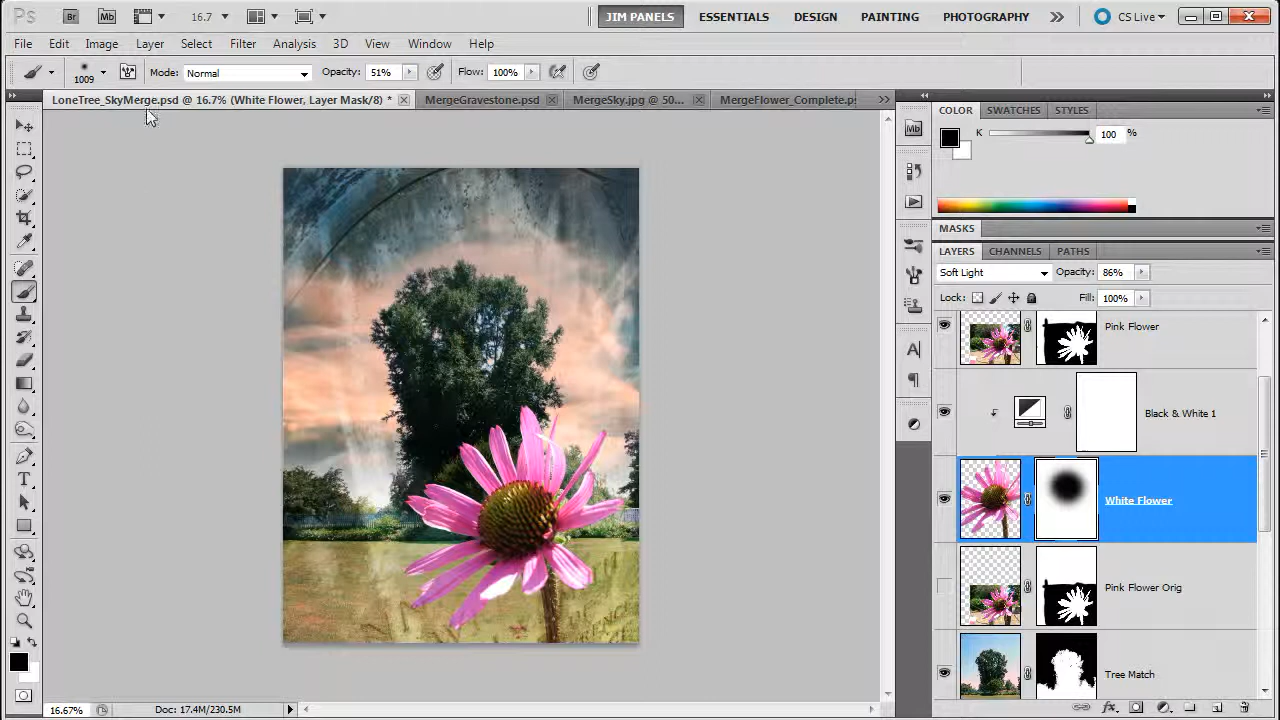 Ps Br Mb 16.7 JIM PANELS ESSENTIALS DESIGN PAINTING PHOTOGRAPHY CS Live
File Edit Image Layer Select Filter Analysis 3D View Window Help
1009 Mode: Normal Opacity: 51% Flow: 100%
LoneTree_SkyMerge.psd @ 16.7% (White Flower, Layer Mask/8) * MergeGravestone.psd MergeSky.jpg @ 50... MergeFlower_Complete.p
COLOR SWATCHES STYLES
Mb
K 100 %
MASKS
LAYERS CHANNELS PATHS
Soft Light Opacity: 86%
Lock: Fill: 100%
Pink Flower
Black & White 1
White Flower
Pink Flower Orig
Tree Match
16.67% Doc: 17.4M/230.5M